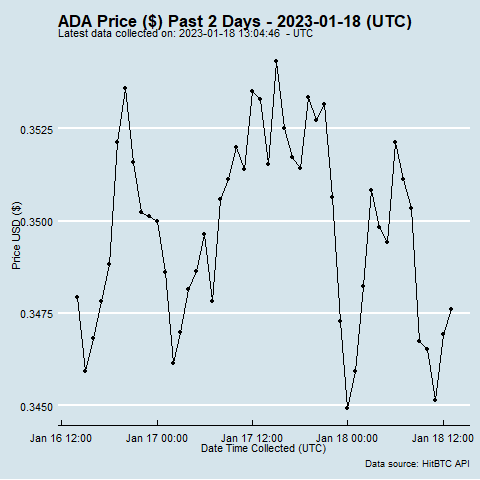 ADA Price ($) Past 2 Days - 2023-01-18 (UTC)
Latest data collected on: 2023-01-18 13:04:46 - UTC
0.3525
0.3500
0.3475
0.3450
Price USD ($)
Jan 16 12:00
Jan 17 00:00
Jan 17 12:00
Jan 18 00:00
Jan 18 12:00
Date Time Collected (UTC)
Data source: HitBTC API